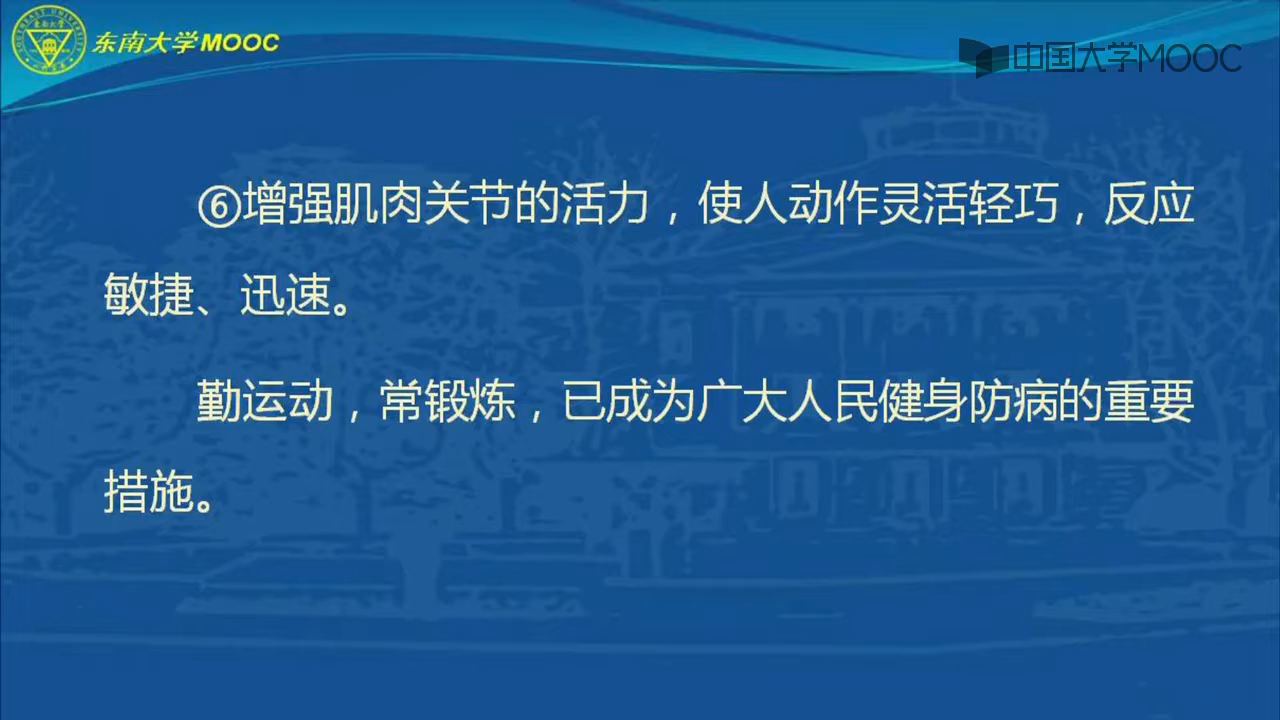 东南大学MOOC
中国大学MOOC
⑥增强肌肉关节的活力，使人动作灵活轻巧，反应
敏捷、迅速。
勤运动，常锻炼，已成为广大人民健身防病的重要
措施。